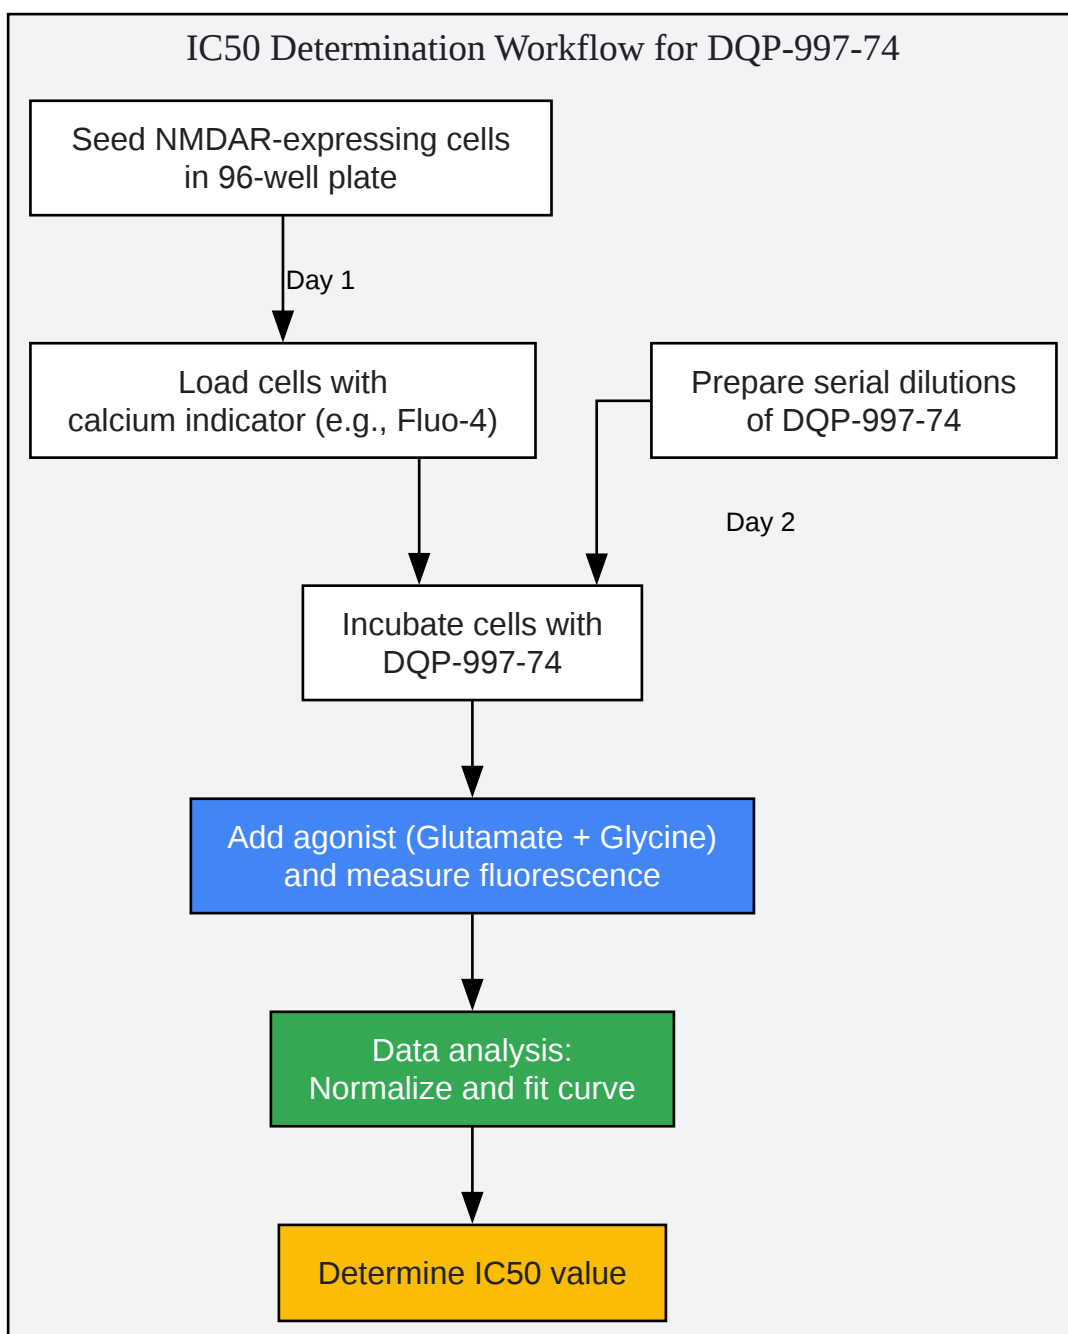 IC50 Determination Workflow for DQP-997-74
Seed NMDAR-expressing cells
in 96-well plate
Day 1
Load cells with
calcium indicator (e.g., Fluo-4)
Prepare serial dilutions
of DQP-997-74
Day 2
Incubate cells with
DQP-997-74
Add agonist (Glutamate + Glycine)
and measure fluorescence
Data analysis:
Normalize and fit curve
Determine IC50 value